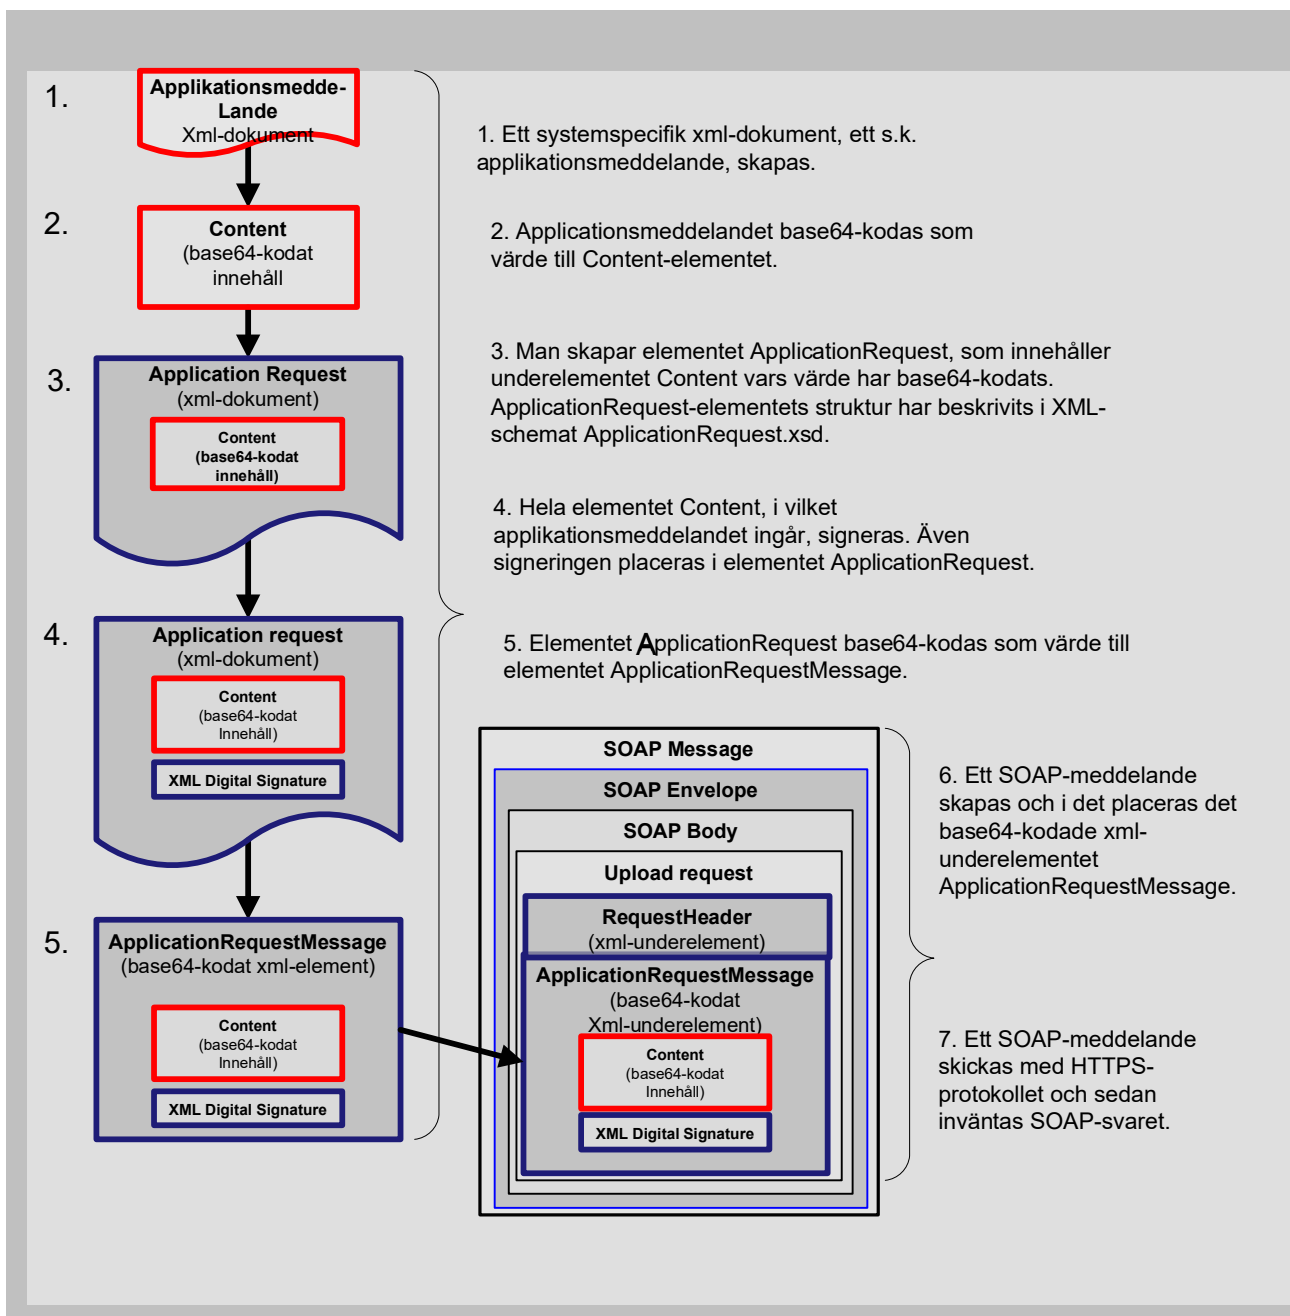 1.
Applikationsmedde-
Lande
Xml-dokument
1. Ett systemspecifik xml-dokument, ett s.k.
applikationsmeddelande, skapas.
2.
Content
(base64-kodat
innehåll
2. Applicationsmeddelandet base64-kodas som
värde till Content-elementet.
3.
Application Request
(xml-dokument)
Content
(base64-kodat
innehåll)
3. Man skapar elementet ApplicationRequest, som innehåller
underelementet Content vars värde har base64-kodats.
ApplicationRequest-elementets struktur har beskrivits i XML-
schemat ApplicationRequest.xsd.
4. Hela elementet Content, i vilket
applikationsmeddelandet ingår, signeras. Även
signeringen placeras i elementet ApplicationRequest.
4.
Application request
(xml-dokument)
Content
(base64-kodat
Innehåll)
XML Digital Signature
5. Elementet ApplicationRequest base64-kodas som värde till
elementet ApplicationRequestMessage.
5.
ApplicationRequestMessage
(base64-kodat xml-element)
Content
(base64-kodat
Innehåll)
XML Digital Signature
SOAP Message
SOAP Envelope
SOAP Body
Upload request
RequestHeader
(xml-underelement)
ApplicationRequestMessage
(base64-kodat
Xml-underelement)
Content
(base64-kodat
Innehåll)
XML Digital Signature
6. Ett SOAP-meddelande
skapas och i det placeras det
base64-kodade xml-
underelementet
ApplicationRequestMessage.
7. Ett SOAP-meddelande
skickas med HTTPS-
protokollet och sedan
inväntas SOAP-svaret.